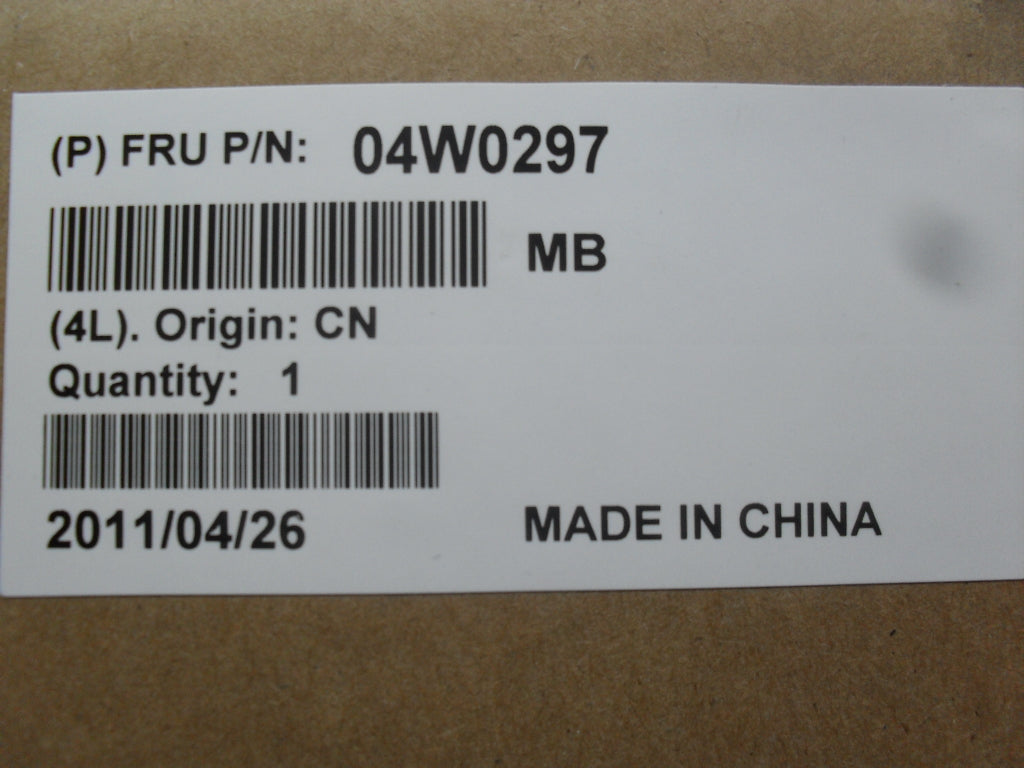 (P) FRU P/N: 04W0297
MB
(4L). Origin: CN
Quantity: 1
2011/04/26
MADE IN CHINA